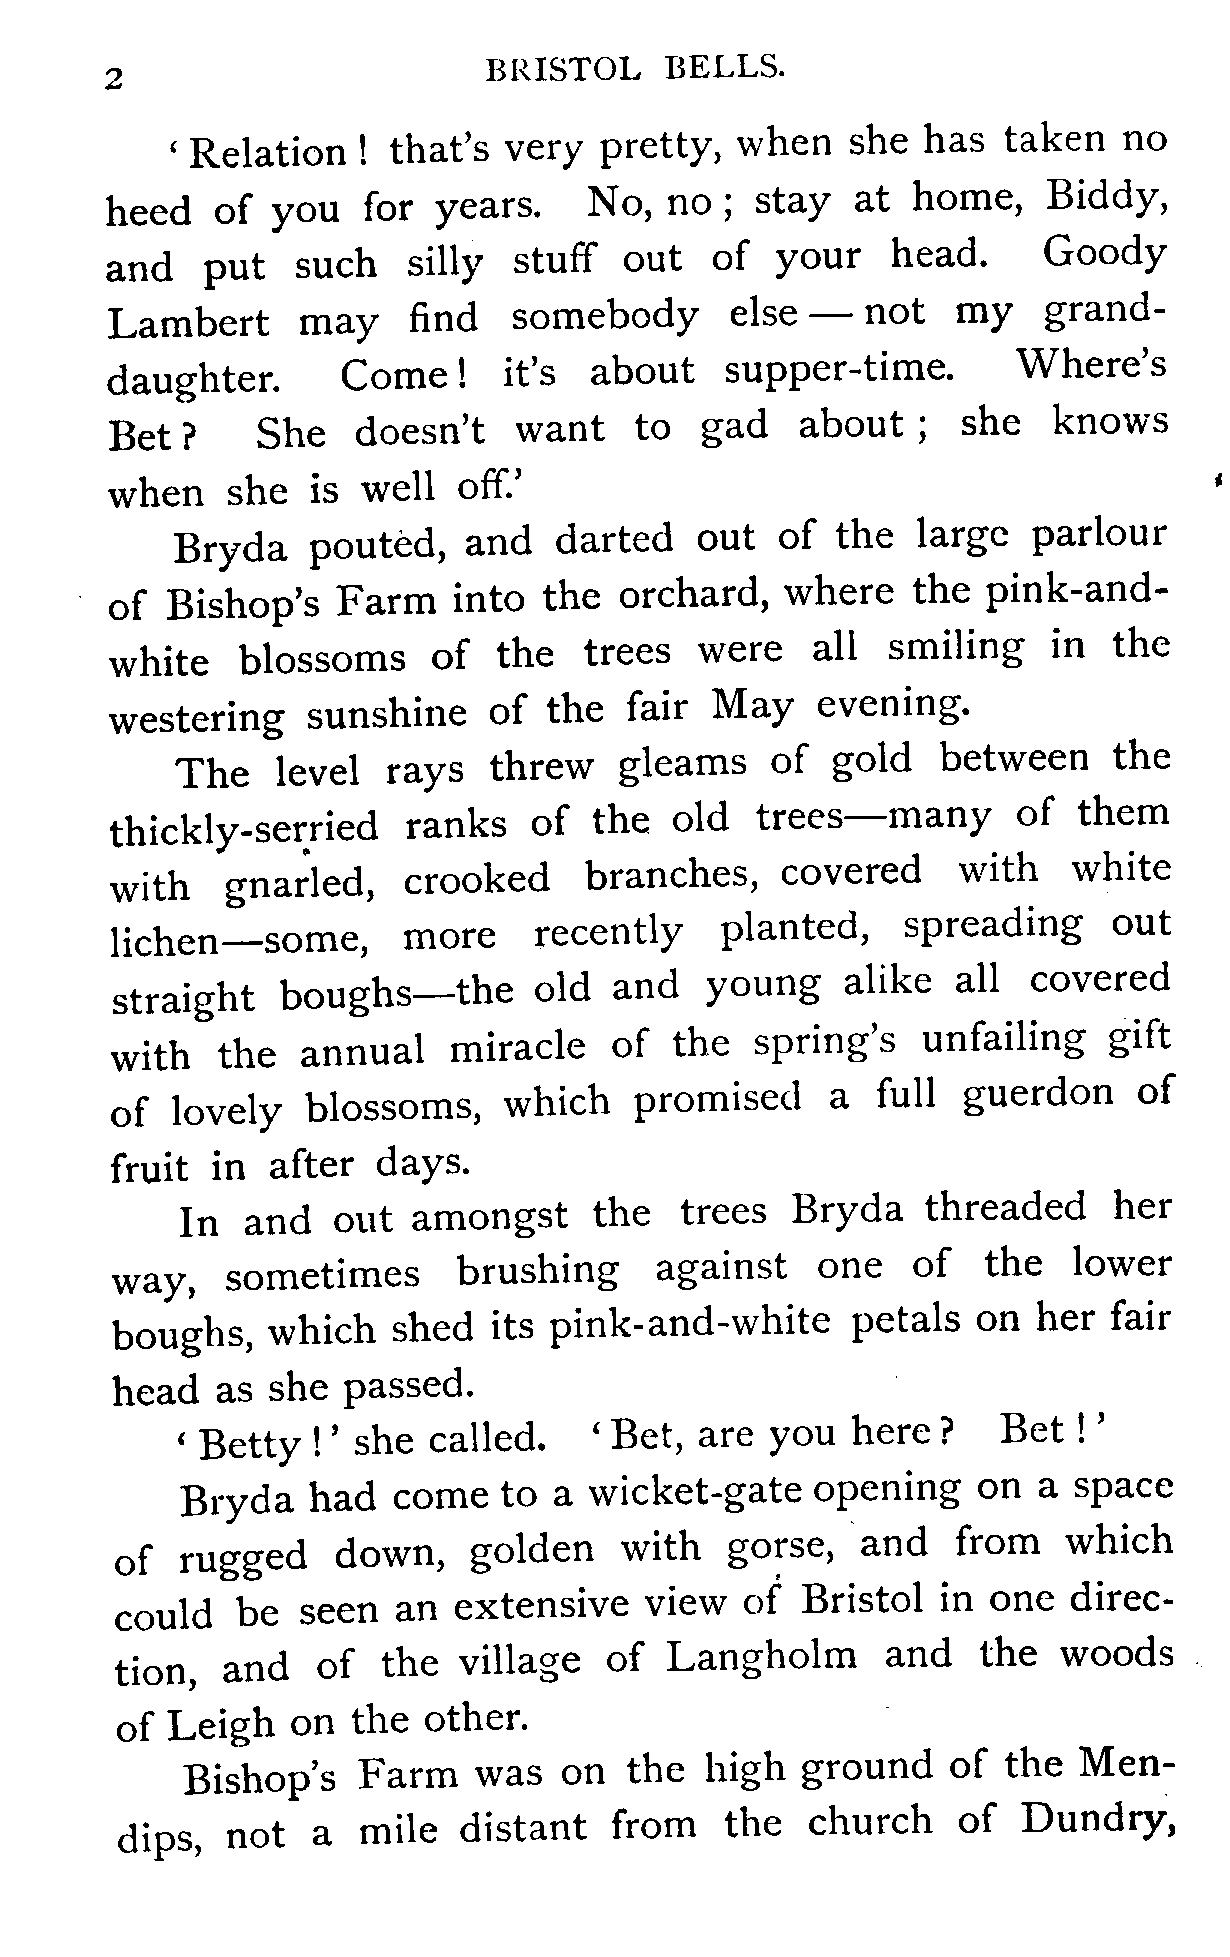 2 BRISTOL BELLS.
‘Relation! that's very pretty, when she has taken no
heed of you for years. No, no; stay at home, Biddy,
and put such silly stuff out of your head. Goody
Lambert may find somebody else — not my grand-
daughter. Come! it's about supper-time. Where's
Bet? She doesn't want to gad about; she knows
when she is well off.’
Bryda pouted, and darted out of the large parlour
of Bishop's Farm into the orchard, where the pink-and-
white blossoms of the trees were all smiling in the
westering sunshine of the fair May evening.
The level rays threw gleams of gold between the
thickly-serried ranks of the old trees—many of them
with gnarled, crooked branches, covered with white
lichen—some, more recently planted, spreading out
straight boughs—the old and young alike all covered
with the annual miracle of the spring's unfailing gift
of lovely blossoms, which promised a full guerdon of
fruit in after days.
In and out amongst the trees Bryda threaded her
way, sometimes brushing against one of the lower
boughs, which shed its pink-and-white petals on her fair
head as she passed.
‘Betty!’ she called. ‘Bet, are you here? Bet!’
Bryda had come to a wicket-gate opening on a space
of rugged down, golden with gorse, and from which
could be seen an extensive view of Bristol in one direc-
tion, and of the village of Langholm and the woods
of Leigh on the other.
Bishop's Farm was on the high ground of the Men-
dips, not a mile distant from the church of Dundry,